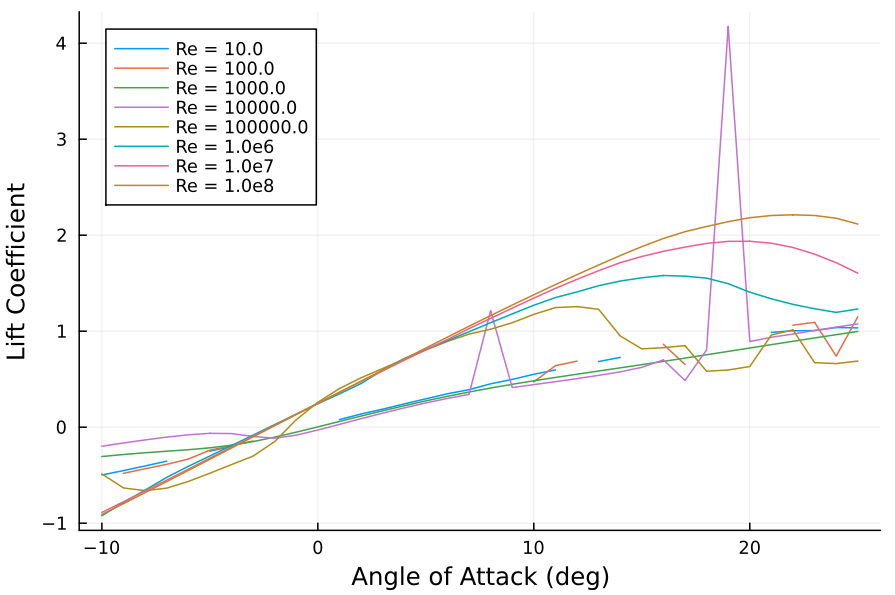 4
3
2
1
0
−1
Lift Coefficient
Re = 10.0
Re = 100.0
Re = 1000.0
Re = 10000.0
Re = 100000.0
Re = 1.0e6
Re = 1.0e7
Re = 1.0e8
−10 0 10 20
Angle of Attack (deg)